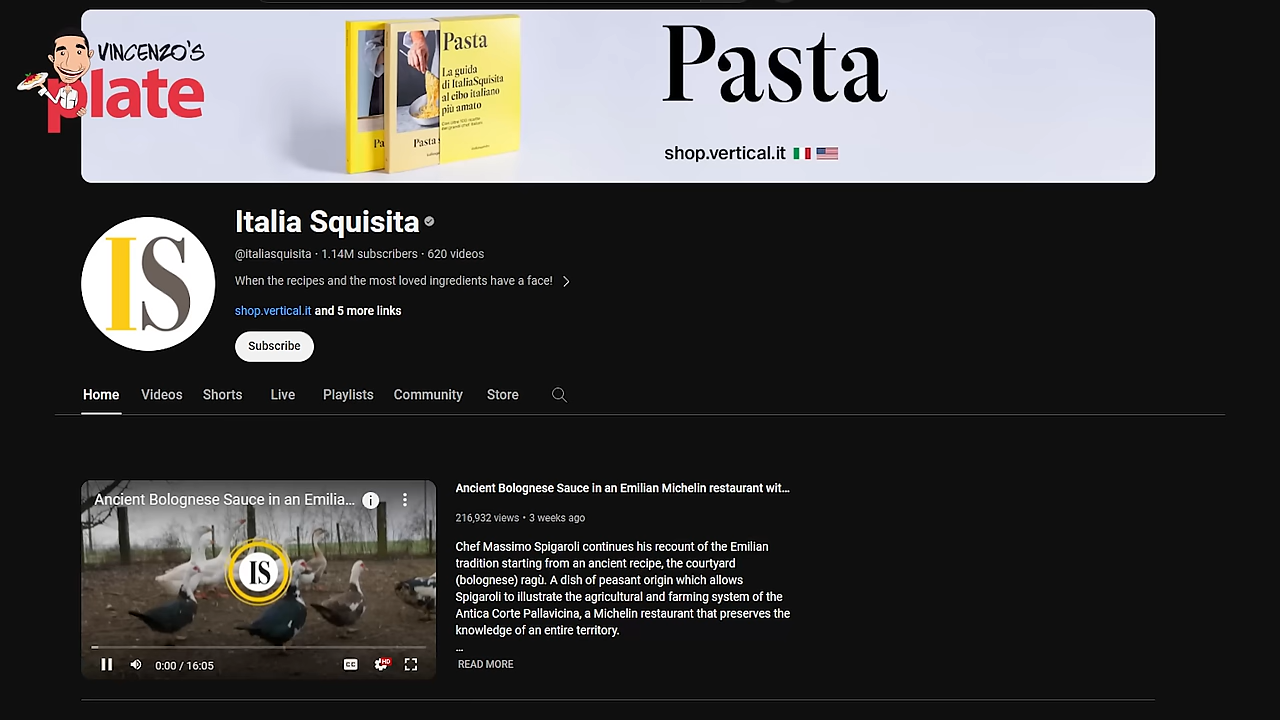 VINCENZO'S
plate
Pasta
La guida
di ItaliaSquisita
al cibo italiano
più amato
Pa
Pasta
Pasta
shop.vertical.it
IS
Italia Squisita
@italiasquisita · 1.14M subscribers · 620 videos
When the recipes and the most loved ingredients have a face!
shop.vertical.it and 5 more links
Subscribe
Home Videos Shorts Live Playlists Community Store
Ancient Bolognese Sauce in an Emilia...
IS
0:00 / 16:05
CC
HD
Ancient Bolognese Sauce in an Emilian Michelin restaurant wit...
216,932 views • 3 weeks ago
Chef Massimo Spigaroli continues his recount of the Emilian
tradition starting from an ancient recipe, the courtyard
(bolognese) ragù. A dish of peasant origin which allows
Spigaroli to illustrate the agricultural and farming system of the
Antica Corte Pallavicina, a Michelin restaurant that preserves the
knowledge of an entire territory.
...
READ MORE